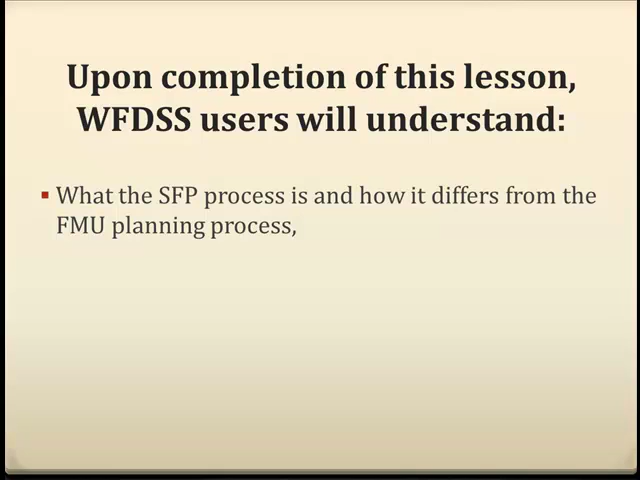 Upon completion of this lesson,
WFDSS users will understand:
▪ What the SFP process is and how it differs from the
FMU planning process,